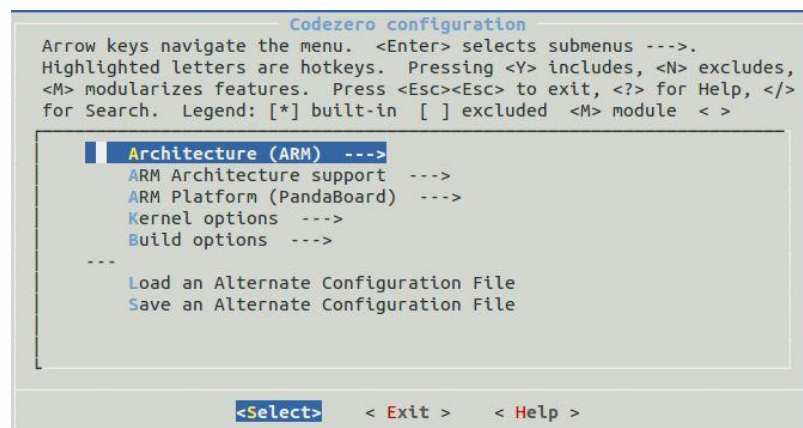 Codezero configuration
Arrow keys navigate the menu.  <Enter> selects submenus --->.
Highlighted letters are hotkeys.  Pressing <Y> includes, <N> excludes,
<M> modularizes features.  Press <Esc><Esc> to exit, <?> for Help, </>
for Search.  Legend: [*] built-in  [ ] excluded  <M> module  < >
Architecture (ARM)  --->
ARM Architecture support  --->
ARM Platform (PandaBoard)  --->
Kernel options  --->
Build options  --->
---
Load an Alternate Configuration File
Save an Alternate Configuration File
<Select>    < Exit >    < Help >